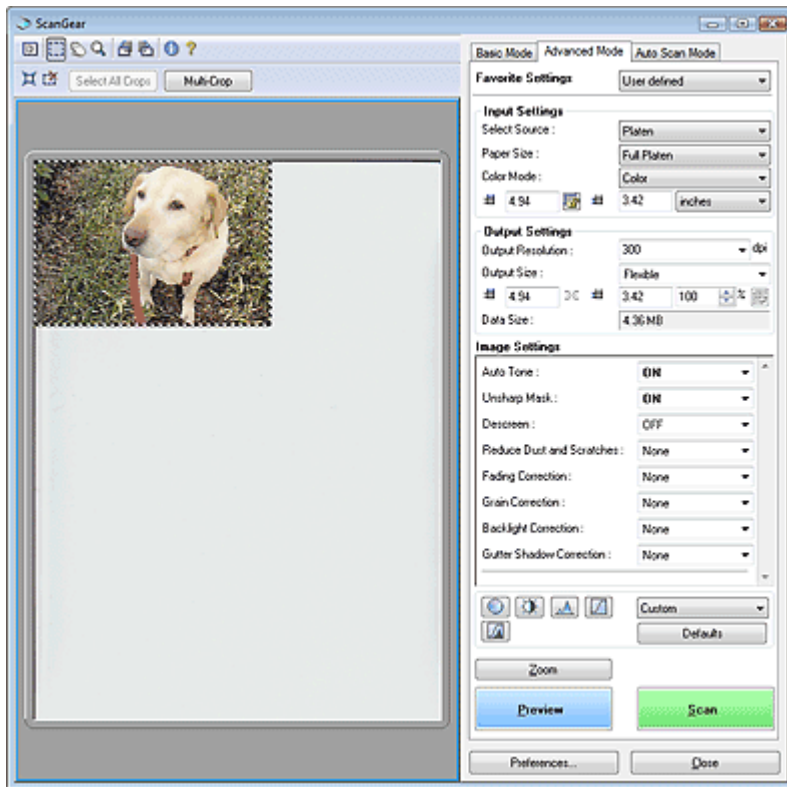 ScanGear
Select All Crops Multi-Crop
Basic Mode Advanced Mode Auto Scan Mode
Favorite Settings User defined
Input Settings
Select Source : Platen
Paper Size : Full Platen
Color Mode : Color
4.94 3.42 inches
Output Settings
Output Resolution : 300 dpi
Output Size : Flexible
4.94 3.42 100 %
Data Size : 4.36 MB
Image Settings
Auto Tone : ON
Unsharp Mask : ON
Descreen : OFF
Reduce Dust and Scratches : None
Fading Correction : None
Grain Correction : None
Backlight Correction : None
Gutter Shadow Correction : None
Custom
Defaults
Zoom
Preview Scan
Preferences... Close